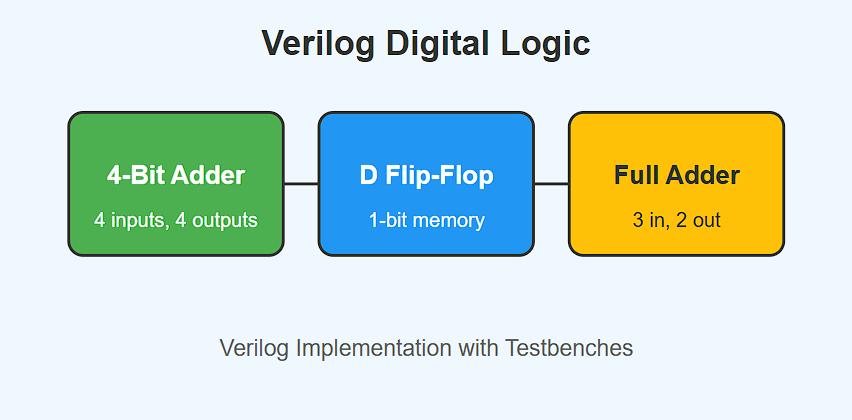 Verilog Digital Logic
4-Bit Adder
4 inputs, 4 outputs
D Flip-Flop
1-bit memory
Full Adder
3 in, 2 out
Verilog Implementation with Testbenches